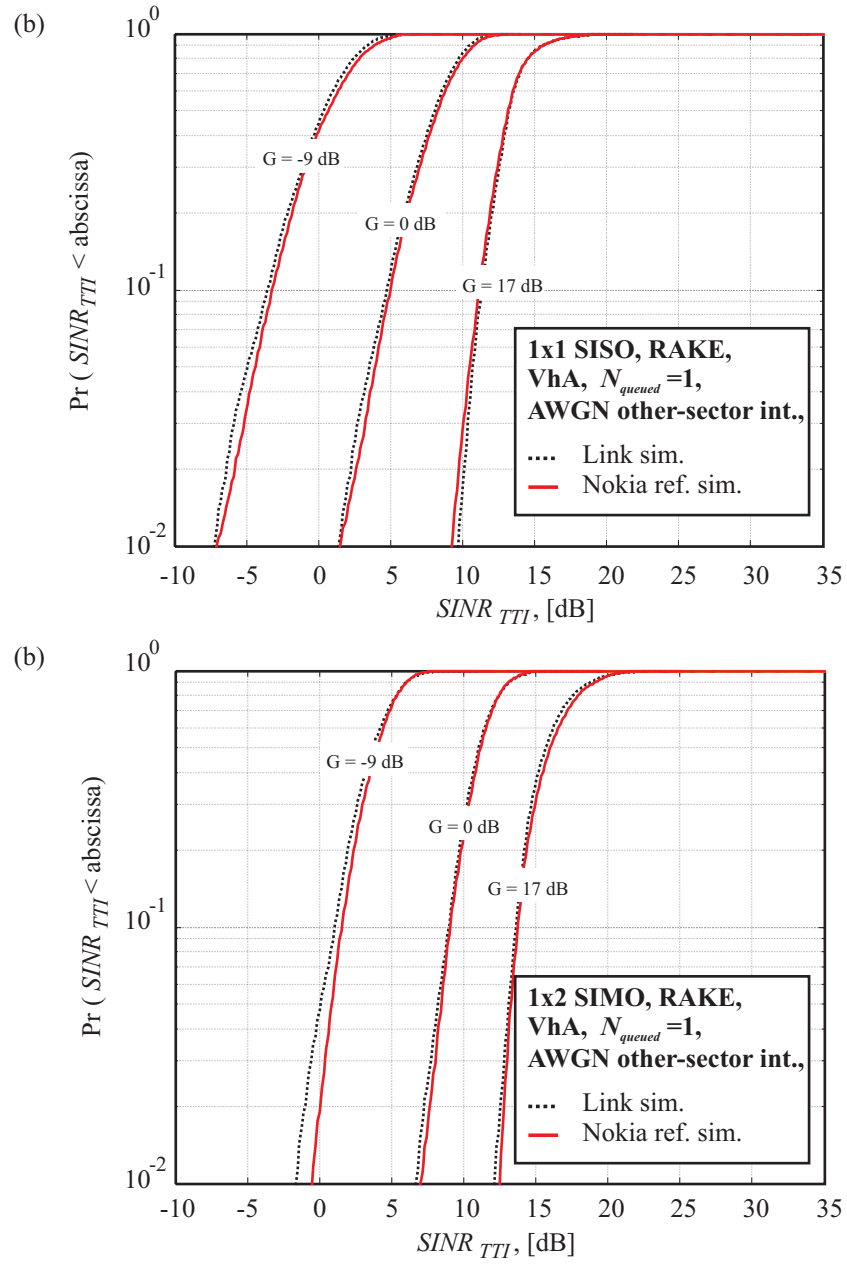 (b)
10^0
10^-1
10^-2
Pr ( SINR_TTI < abscissa)
G = -9 dB
G = 0 dB
G = 17 dB
1x1 SISO, RAKE,
VhA, N_queued =1,
AWGN other-sector int.,
Link sim.
Nokia ref. sim.
-10 -5 0 5 10 15 20 25 30 35
SINR_TTI, [dB]
(b)
10^0
10^-1
10^-2
Pr ( SINR_TTI < abscissa)
G = -9 dB
G = 0 dB
G = 17 dB
1x2 SIMO, RAKE,
VhA, N_queued =1,
AWGN other-sector int.,
Link sim.
Nokia ref. sim.
-10 -5 0 5 10 15 20 25 30 35
SINR_TTI, [dB]